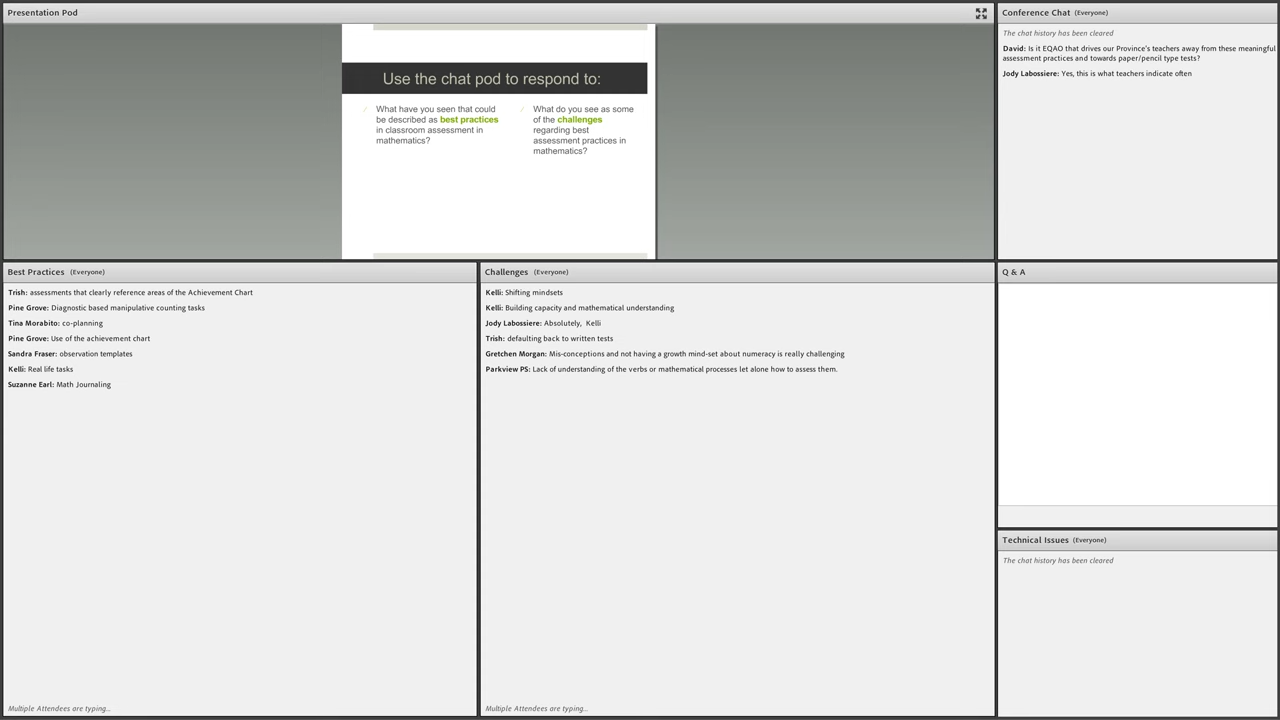 Presentation Pod
Use the chat pod to respond to:
What have you seen that could
be described as best practices
in classroom assessment in
mathematics?
What do you see as some
of the challenges
regarding best
assessment practices in
mathematics?
Conference Chat (Everyone)
The chat history has been cleared
David: Is it EQAO that drives our Province's teachers away from these meaningful
assessment practices and towards paper/pencil type tests?
Jody Labossiere: Yes, this is what teachers indicate often
Best Practices (Everyone)
Trish: assessments that clearly reference areas of the Achievement Chart
Pine Grove: Diagnostic based manipulative counting tasks
Tina Morabito: co-planning
Pine Grove: Use of the achievement chart
Sandra Fraser: observation templates
Kelli: Real life tasks
Suzanne Earl: Math Journaling
Multiple Attendees are typing...
Challenges (Everyone)
Kelli: Shifting mindsets
Kelli: Building capacity and mathematical understanding
Jody Labossiere: Absolutely, Kelli
Trish: defaulting back to written tests
Gretchen Morgan: Mis-conceptions and not having a growth mind-set about numeracy is really challenging
Parkview PS: Lack of understanding of the verbs or mathematical processes let alone how to assess them.
Multiple Attendees are typing...
Q & A
Technical Issues (Everyone)
The chat history has been cleared